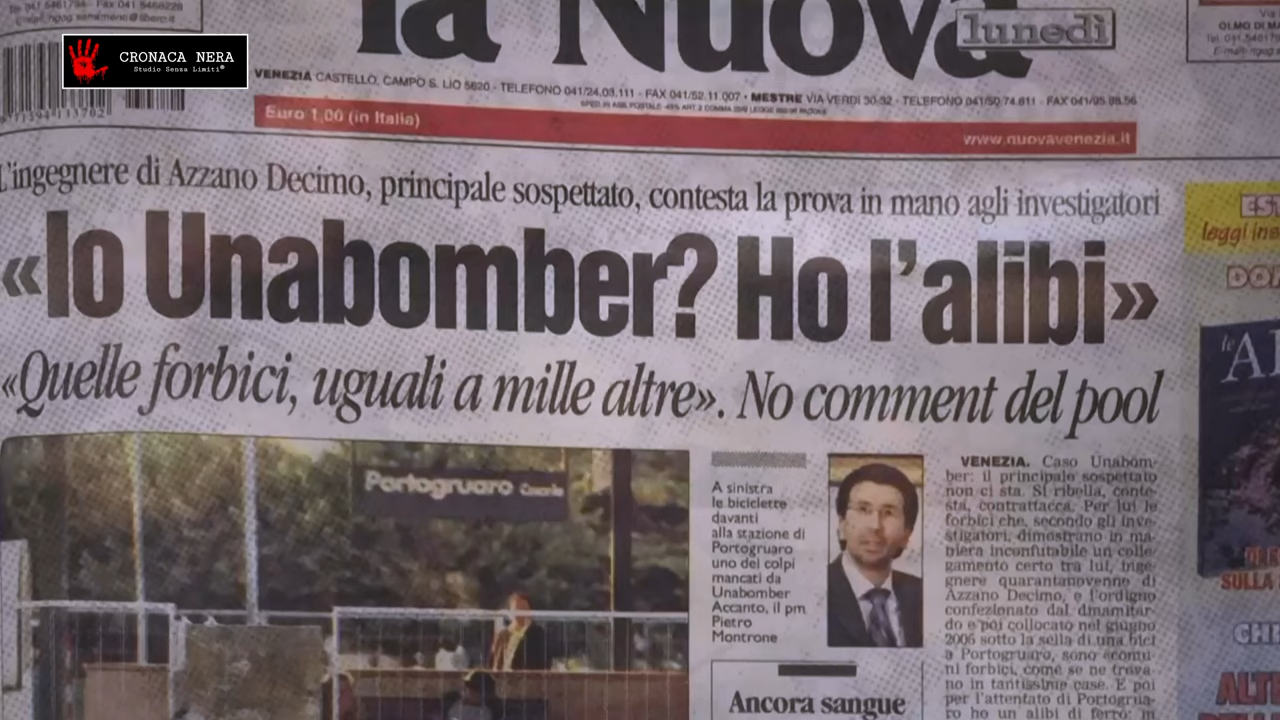 CRONACA NERA
Studio Senza Limiti®
la Nuova
lunedì
VENEZIA CASTELLO, CAMPO S. LIO 5620 - TELEFONO 041/24.03.111 - FAX 041/52.11.007 • MESTRE VIA VERDI 30-32 - TELEFONO 041/50.74.611 - FAX 041/95.88.56
Euro 1,00 (in Italia)
www.nuovavenezia.it
L'ingegnere di Azzano Decimo, principale sospettato, contesta la prova in mano agli investigatori
«Io Unabomber? Ho l'alibi»
«Quelle forbici, uguali a mille altre». No comment del pool
Portogruaro
A sinistra
le biciclette
davanti
alla stazione di
Portogruaro
uno dei colpi
mancati da
Unabomber
Accanto, il pm
Pietro
Montrone
Ancora sangue
VENEZIA. Caso Unabom-
ber: il principale sospettato
non ci sta. Si ribella, conte-
sta, contrattacca. Per lui le
forbici che, secondo gli inve-
stigatori, dimostrano in ma-
niera inconfutabile un colle-
gamento certo tra lui, inge-
gnere quarantanovenne di
Azzano Decimo, e l'ordigno
confezionato dal dinamitar-
do e poi collocato nel giugno
2006 sotto la sella di una bici
a Portogruaro, sono «comu-
ni forbici, come se ne trova-
no in tantissime case. E poi
per l'attentato di Portogrua-
ro ho un alibi di ferro: in
leggi
SULLA